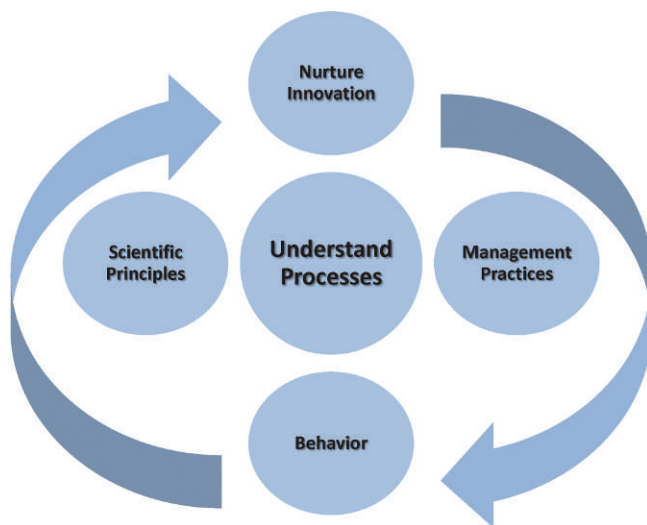 Nurture
Innovation
Scientific
Principles
Understand
Processes
Management
Practices
Behavior